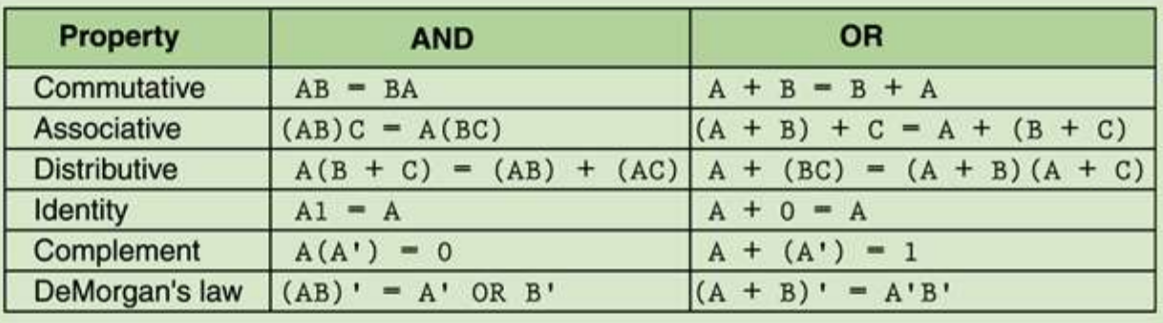 Property AND OR
Commutative AB = BA A + B = B + A
Associative (AB)C = A(BC) (A + B) + C = A + (B + C)
Distributive A(B + C) = (AB) + (AC) A + (BC) = (A + B)(A + C)
Identity A1 = A A + 0 = A
Complement A(A') = 0 A + (A') = 1
DeMorgan's law (AB)' = A' OR B' (A + B)' = A'B'